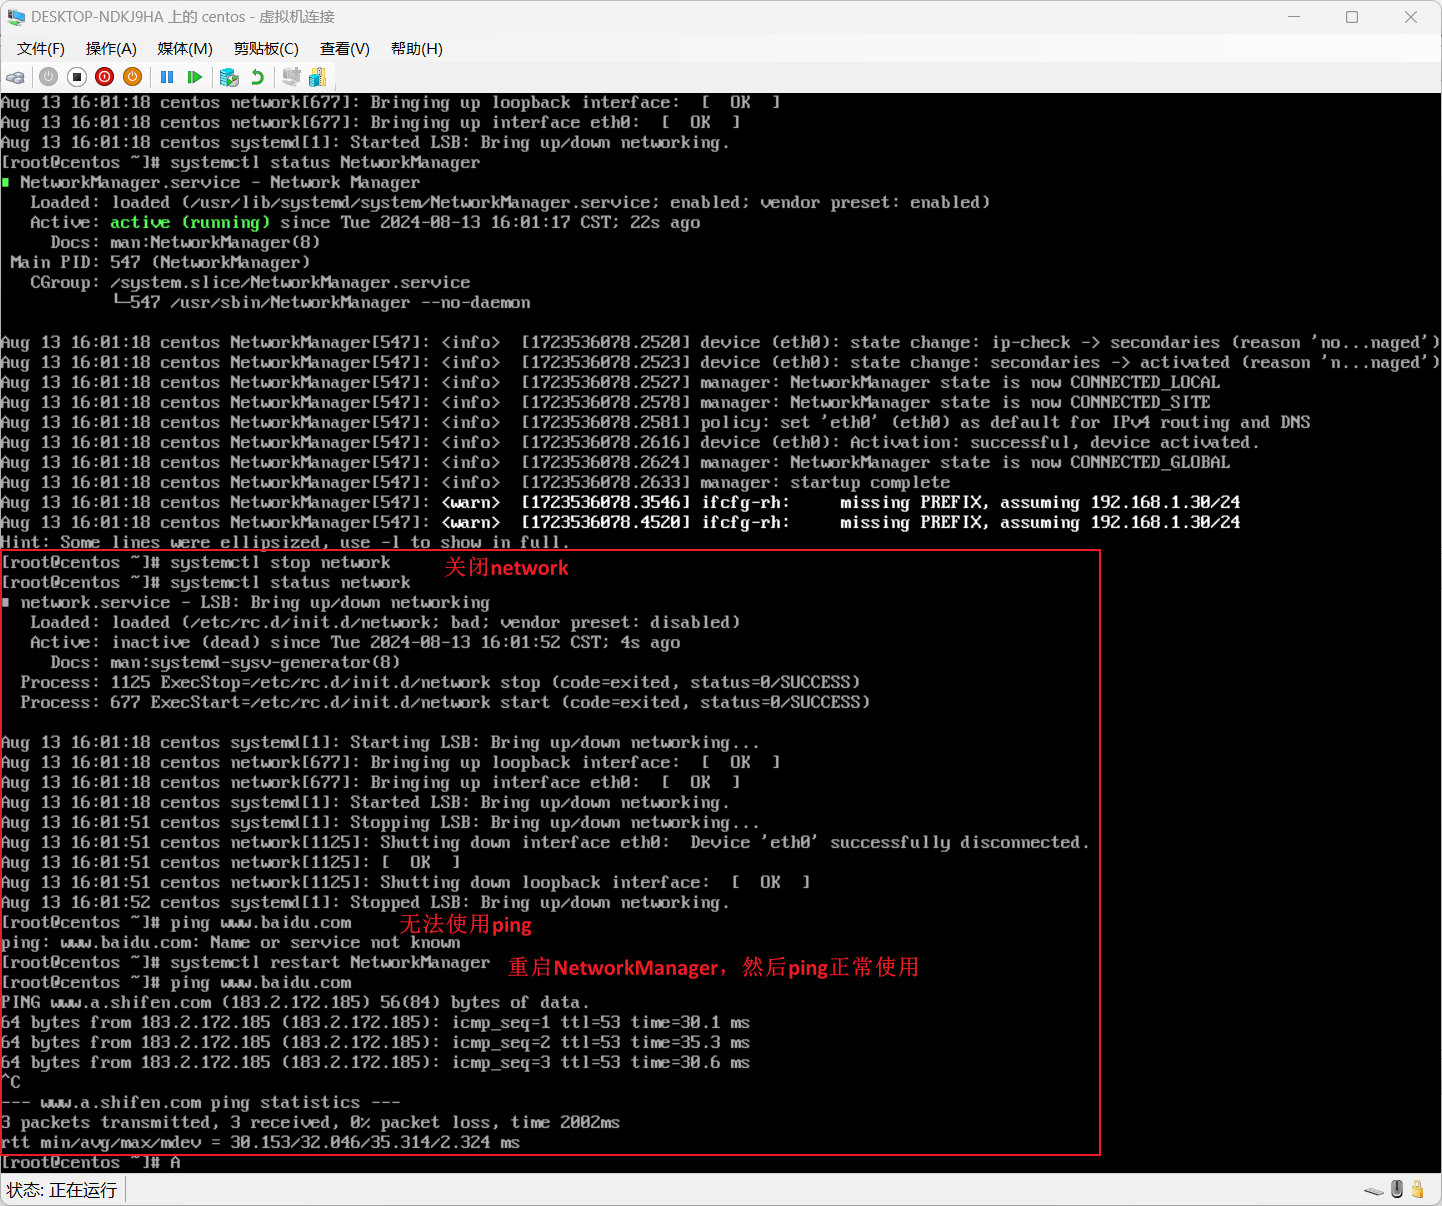 DESKTOP-NDKJ9HA 上的 centos - 虚拟机连接
文件(F) 操作(A) 媒体(M) 剪贴板(C) 查看(V) 帮助(H)
Aug 13 16:01:18 centos network[677]: Bringing up loopback interface:  [  OK  ]
Aug 13 16:01:18 centos network[677]: Bringing up interface eth0:  [  OK  ]
Aug 13 16:01:18 centos systemd[1]: Started LSB: Bring up/down networking.
[root@centos ~]# systemctl status NetworkManager
NetworkManager.service - Network Manager
Loaded: loaded (/usr/lib/systemd/system/NetworkManager.service; enabled; vendor preset: enabled)
Active: active (running) since Tue 2024-08-13 16:01:17 CST; 22s ago
Docs: man:NetworkManager(8)
Main PID: 547 (NetworkManager)
CGroup: /system.slice/NetworkManager.service
└─547 /usr/sbin/NetworkManager --no-daemon
Aug 13 16:01:18 centos NetworkManager[547]: <info>  [1723536078.2520] device (eth0): state change: ip-check -> secondaries (reason 'no...naged')
Aug 13 16:01:18 centos NetworkManager[547]: <info>  [1723536078.2523] device (eth0): state change: secondaries -> activated (reason 'n...naged')
Aug 13 16:01:18 centos NetworkManager[547]: <info>  [1723536078.2527] manager: NetworkManager state is now CONNECTED_LOCAL
Aug 13 16:01:18 centos NetworkManager[547]: <info>  [1723536078.2578] manager: NetworkManager state is now CONNECTED_SITE
Aug 13 16:01:18 centos NetworkManager[547]: <info>  [1723536078.2581] policy: set 'eth0' (eth0) as default for IPv4 routing and DNS
Aug 13 16:01:18 centos NetworkManager[547]: <info>  [1723536078.2616] device (eth0): Activation: successful, device activated.
Aug 13 16:01:18 centos NetworkManager[547]: <info>  [1723536078.2624] manager: NetworkManager state is now CONNECTED_GLOBAL
Aug 13 16:01:18 centos NetworkManager[547]: <info>  [1723536078.2633] manager: startup complete
Aug 13 16:01:18 centos NetworkManager[547]: <warn>  [1723536078.3546] ifcfg-rh:     missing PREFIX, assuming 192.168.1.30/24
Aug 13 16:01:18 centos NetworkManager[547]: <warn>  [1723536078.4520] ifcfg-rh:     missing PREFIX, assuming 192.168.1.30/24
Hint: Some lines were ellipsized, use -l to show in full.
[root@centos ~]# systemctl stop network 关闭network
[root@centos ~]# systemctl status network
network.service - LSB: Bring up/down networking
Loaded: loaded (/etc/rc.d/init.d/network; bad; vendor preset: disabled)
Active: inactive (dead) since Tue 2024-08-13 16:01:52 CST; 4s ago
Docs: man:systemd-sysv-generator(8)
Process: 1125 ExecStop=/etc/rc.d/init.d/network stop (code=exited, status=0/SUCCESS)
Process: 677 ExecStart=/etc/rc.d/init.d/network start (code=exited, status=0/SUCCESS)
Aug 13 16:01:18 centos systemd[1]: Starting LSB: Bring up/down networking...
Aug 13 16:01:18 centos network[677]: Bringing up loopback interface:  [  OK  ]
Aug 13 16:01:18 centos network[677]: Bringing up interface eth0:  [  OK  ]
Aug 13 16:01:18 centos systemd[1]: Started LSB: Bring up/down networking.
Aug 13 16:01:51 centos systemd[1]: Stopping LSB: Bring up/down networking...
Aug 13 16:01:51 centos network[1125]: Shutting down interface eth0:  Device 'eth0' successfully disconnected.
Aug 13 16:01:51 centos network[1125]: [  OK  ]
Aug 13 16:01:51 centos network[1125]: Shutting down loopback interface:  [  OK  ]
Aug 13 16:01:52 centos systemd[1]: Stopped LSB: Bring up/down networking.
[root@centos ~]# ping www.baidu.com 无法使用ping
ping: www.baidu.com: Name or service not known
[root@centos ~]# systemctl restart NetworkManager 重启NetworkManager，然后ping正常使用
[root@centos ~]# ping www.baidu.com
PING www.a.shifen.com (183.2.172.185) 56(84) bytes of data.
64 bytes from 183.2.172.185 (183.2.172.185): icmp_seq=1 ttl=53 time=30.1 ms
64 bytes from 183.2.172.185 (183.2.172.185): icmp_seq=2 ttl=53 time=35.3 ms
64 bytes from 183.2.172.185 (183.2.172.185): icmp_seq=3 ttl=53 time=30.6 ms
^C
--- www.a.shifen.com ping statistics ---
3 packets transmitted, 3 received, 0% packet loss, time 2002ms
rtt min/avg/max/mdev = 30.153/32.046/35.314/2.324 ms
[root@centos ~]# A
状态: 正在运行